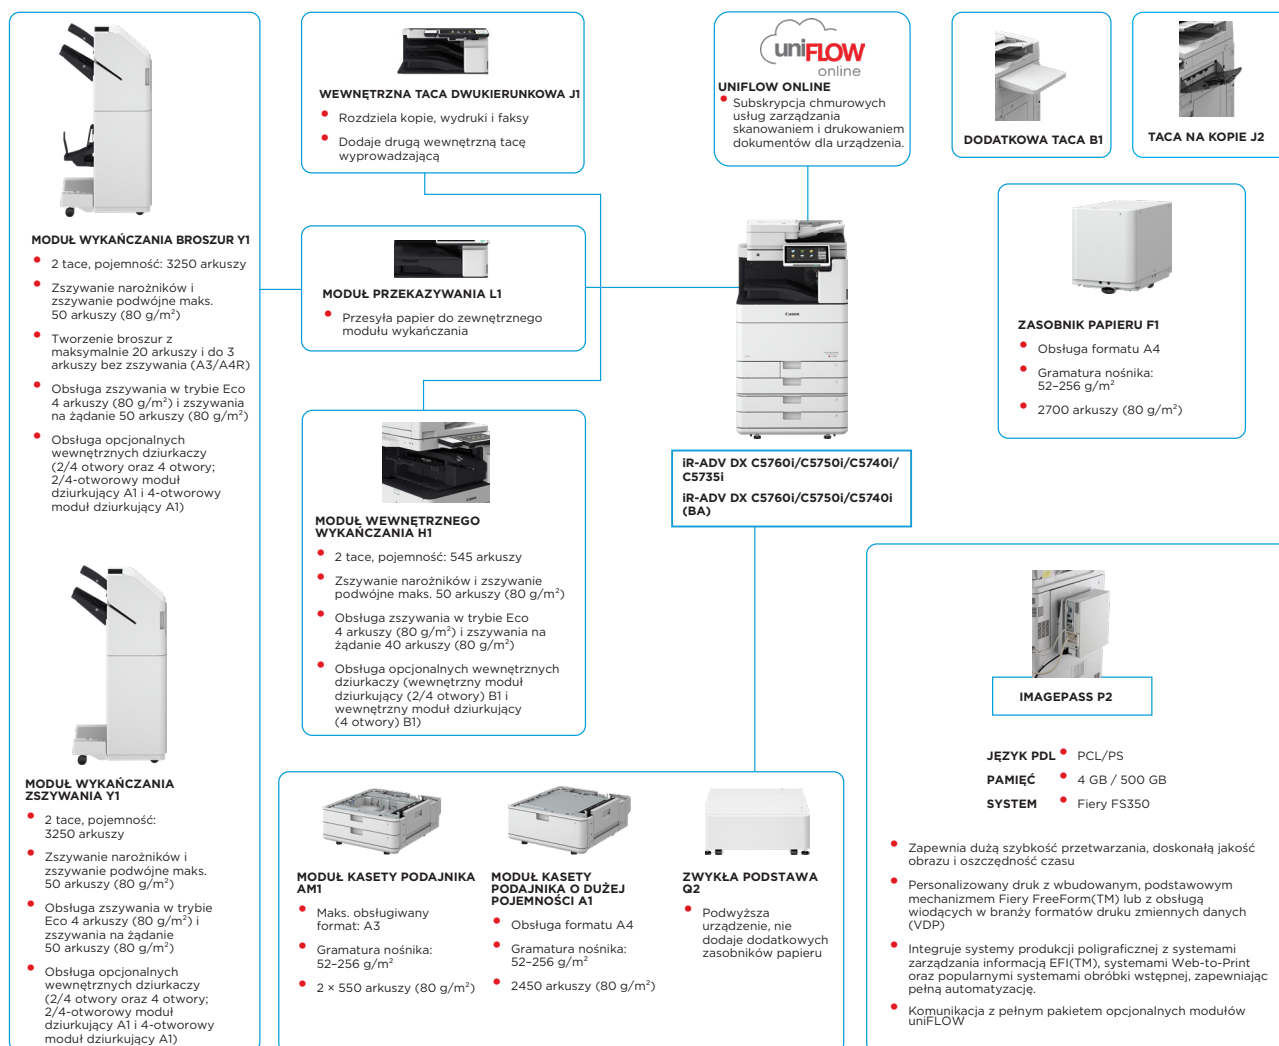 MODUŁ WYKAŃCZANIA BROSZUR Y1
2 tace, pojemność: 3250 arkuszy
Zszywanie narożników i
zszywanie podwójne maks.
50 arkuszy (80 g/m²)
Tworzenie broszur z
maksymalnie 20 arkuszy i do 3
arkuszy bez zszywania (A3/A4R)
Obsługa zszywania w trybie Eco
4 arkuszy (80 g/m²) i zszywania
na żądanie 50 arkuszy (80 g/m²)
Obsługa opcjonalnych
wewnętrznych dziurkaczy
(2/4 otwory oraz 4 otwory;
2/4-otworowy moduł
dziurkujący A1 i 4-otworowy
moduł dziurkujący A1)
MODUŁ WYKAŃCZANIA
ZSZYWANIA Y1
2 tace, pojemność:
3250 arkuszy
Zszywanie narożników i
zszywanie podwójne maks.
50 arkuszy (80 g/m²)
Obsługa zszywania w trybie
Eco 4 arkuszy (80 g/m²) i
zszywania na żądanie
50 arkuszy (80 g/m²)
Obsługa opcjonalnych
wewnętrznych dziurkaczy
(2/4 otwory oraz 4 otwory;
2/4-otworowy moduł
dziurkujący A1 i 4-otworowy
moduł dziurkujący A1)
WEWNĘTRZNA TACA DWUKIERUNKOWA J1
Rozdziela kopie, wydruki i faksy
Dodaje drugą wewnętrzną tacę
wyprowadzającą
MODUŁ PRZEKAZYWANIA L1
Przesyła papier do zewnętrznego
modułu wykańczania
MODUŁ WEWNĘTRZNEGO
WYKAŃCZANIA H1
2 tace, pojemność: 545 arkuszy
Zszywanie narożników i zszywanie
podwójne maks. 50 arkuszy (80 g/m²)
Obsługa zszywania w trybie Eco
4 arkuszy (80 g/m²) i zszywania na
żądanie 40 arkuszy (80 g/m²)
Obsługa opcjonalnych wewnętrznych
dziurkaczy (wewnętrzny moduł
dziurkujący (2/4 otwory) B1 i
wewnętrzny moduł dziurkujący
(4 otwory) B1)
uniFLOW
online
UNIFLOW ONLINE
Subskrypcja chmurowych
usług zarządzania
skanowaniem i drukowaniem
dokumentów dla urządzenia.
Canon
iR-ADV DX C5760i/C5750i/C5740i/
C5735i
iR-ADV DX C5760i/C5750i/C5740i
(BA)
DODATKOWA TACA B1
TACA NA KOPIE J2
ZASOBNIK PAPIERU F1
Obsługa formatu A4
Gramatura nośnika:
52–256 g/m²
2700 arkuszy (80 g/m²)
MODUŁ KASETY PODAJNIKA
AM1
Maks. obsługiwany
format: A3
Gramatura nośnika:
52–256 g/m²
2 × 550 arkuszy (80 g/m²)
MODUŁ KASETY
PODAJNIKA O DUŻEJ
POJEMNOŚCI A1
Obsługa formatu A4
Gramatura nośnika:
52–256 g/m²
2450 arkuszy (80 g/m²)
ZWYKŁA PODSTAWA
Q2
Podwyższa
urządzenie, nie
dodaje dodatkowych
zasobników papieru
IMAGEPASS P2
JĘZYK PDL PCL/PS
PAMIĘĆ 4 GB / 500 GB
SYSTEM Fiery FS350
Zapewnia dużą szybkość przetwarzania, doskonałą jakość
obrazu i oszczędność czasu
Personalizowany druk z wbudowanym, podstawowym
mechanizmem Fiery FreeForm(TM) lub z obsługą
wiodących w branży formatów druku zmiennych danych
(VDP)
Integruje systemy produkcji poligraficznej z systemami
zarządzania informacją EFI(TM), systemami Web-to-Print
oraz popularnymi systemami obróbki wstępnej, zapewniając
pełną automatyzację.
Komunikacja z pełnym pakietem opcjonalnych modułów
uniFLOW